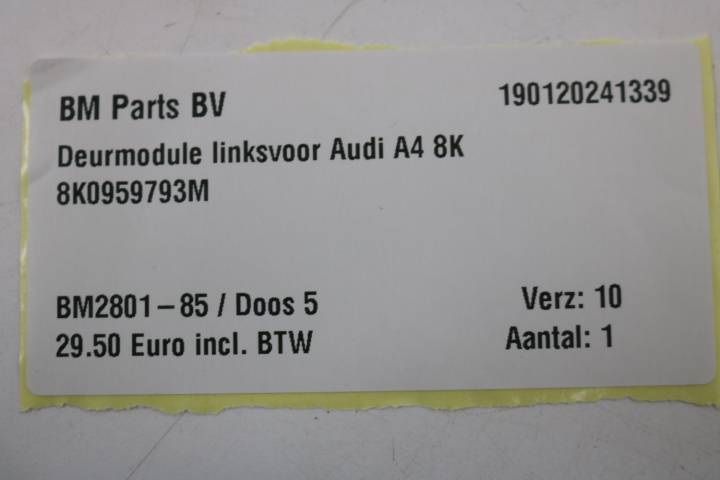 BM Parts BV 190120241339
Deurmodule linksvoor Audi A4 8K
8K0959793M
BM2801-85 / Doos 5 Verz: 10
29.50 Euro incl. BTW Aantal: 1